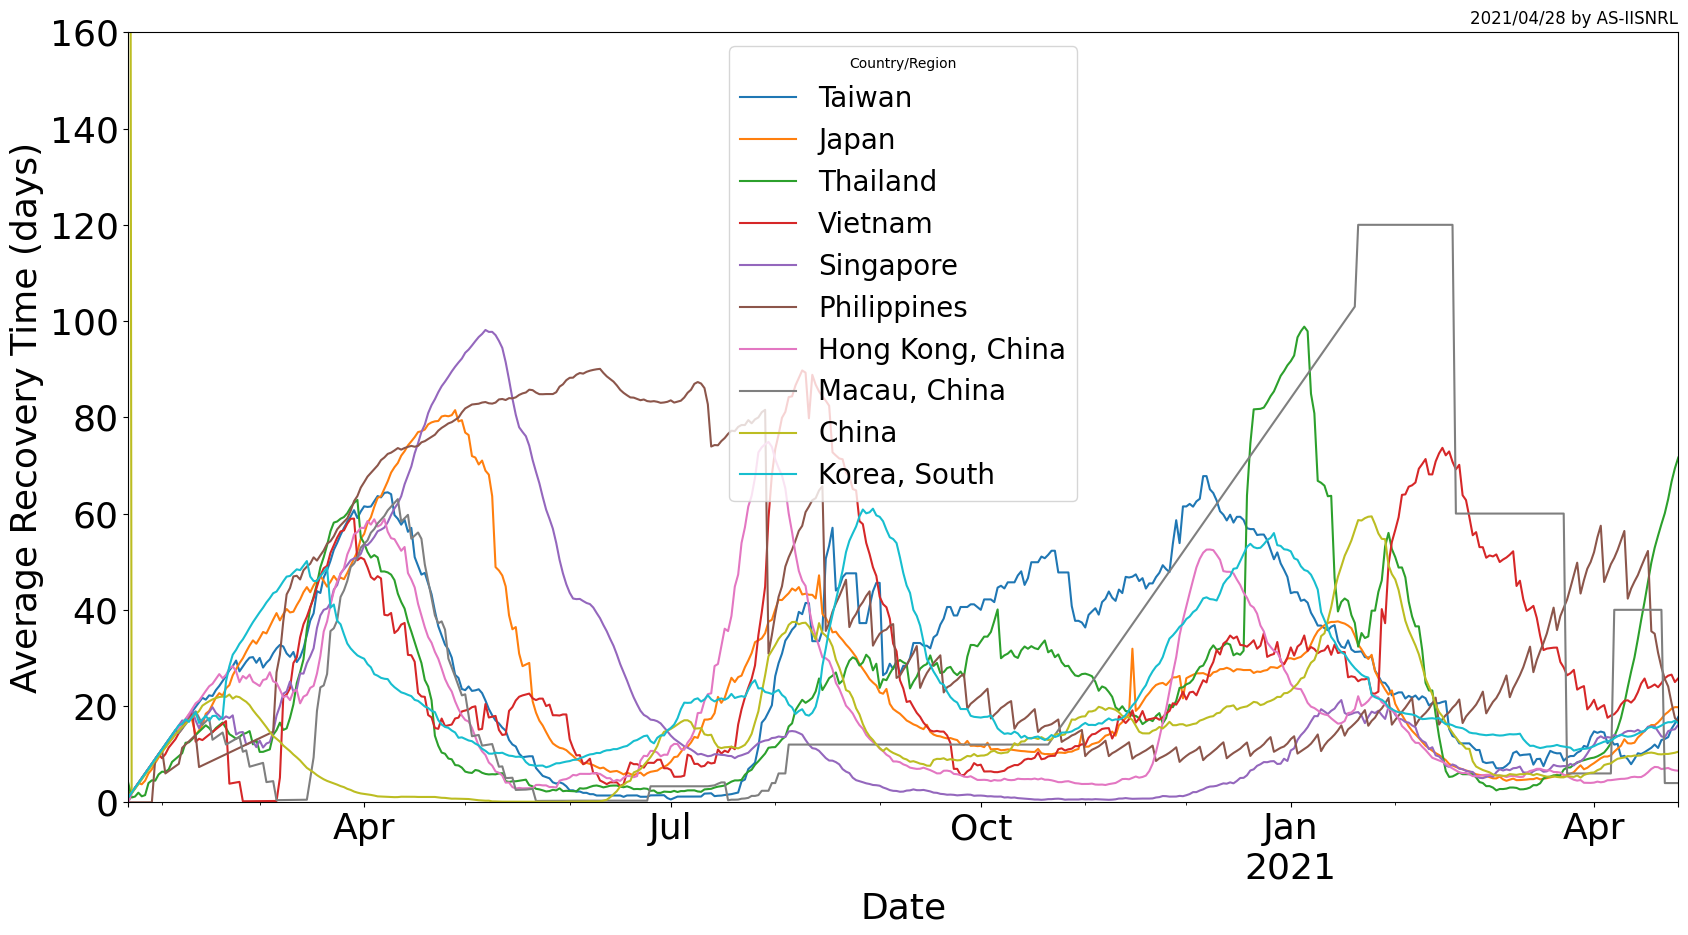 2021/04/28 by AS-IISNRL
Average Recovery Time (days)
160
140
120
100
80
60
40
20
0
Country/Region
Taiwan
Japan
Thailand
Vietnam
Singapore
Philippines
Hong Kong, China
Macau, China
China
Korea, South
Apr
Jul
Oct
Jan
2021
Apr
Date